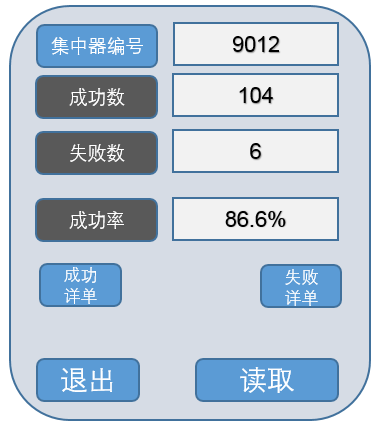 集中器编号 9012
成功数 104
失败数 6
成功率 86.6%
成功 失败
详单 详单
退出 读取